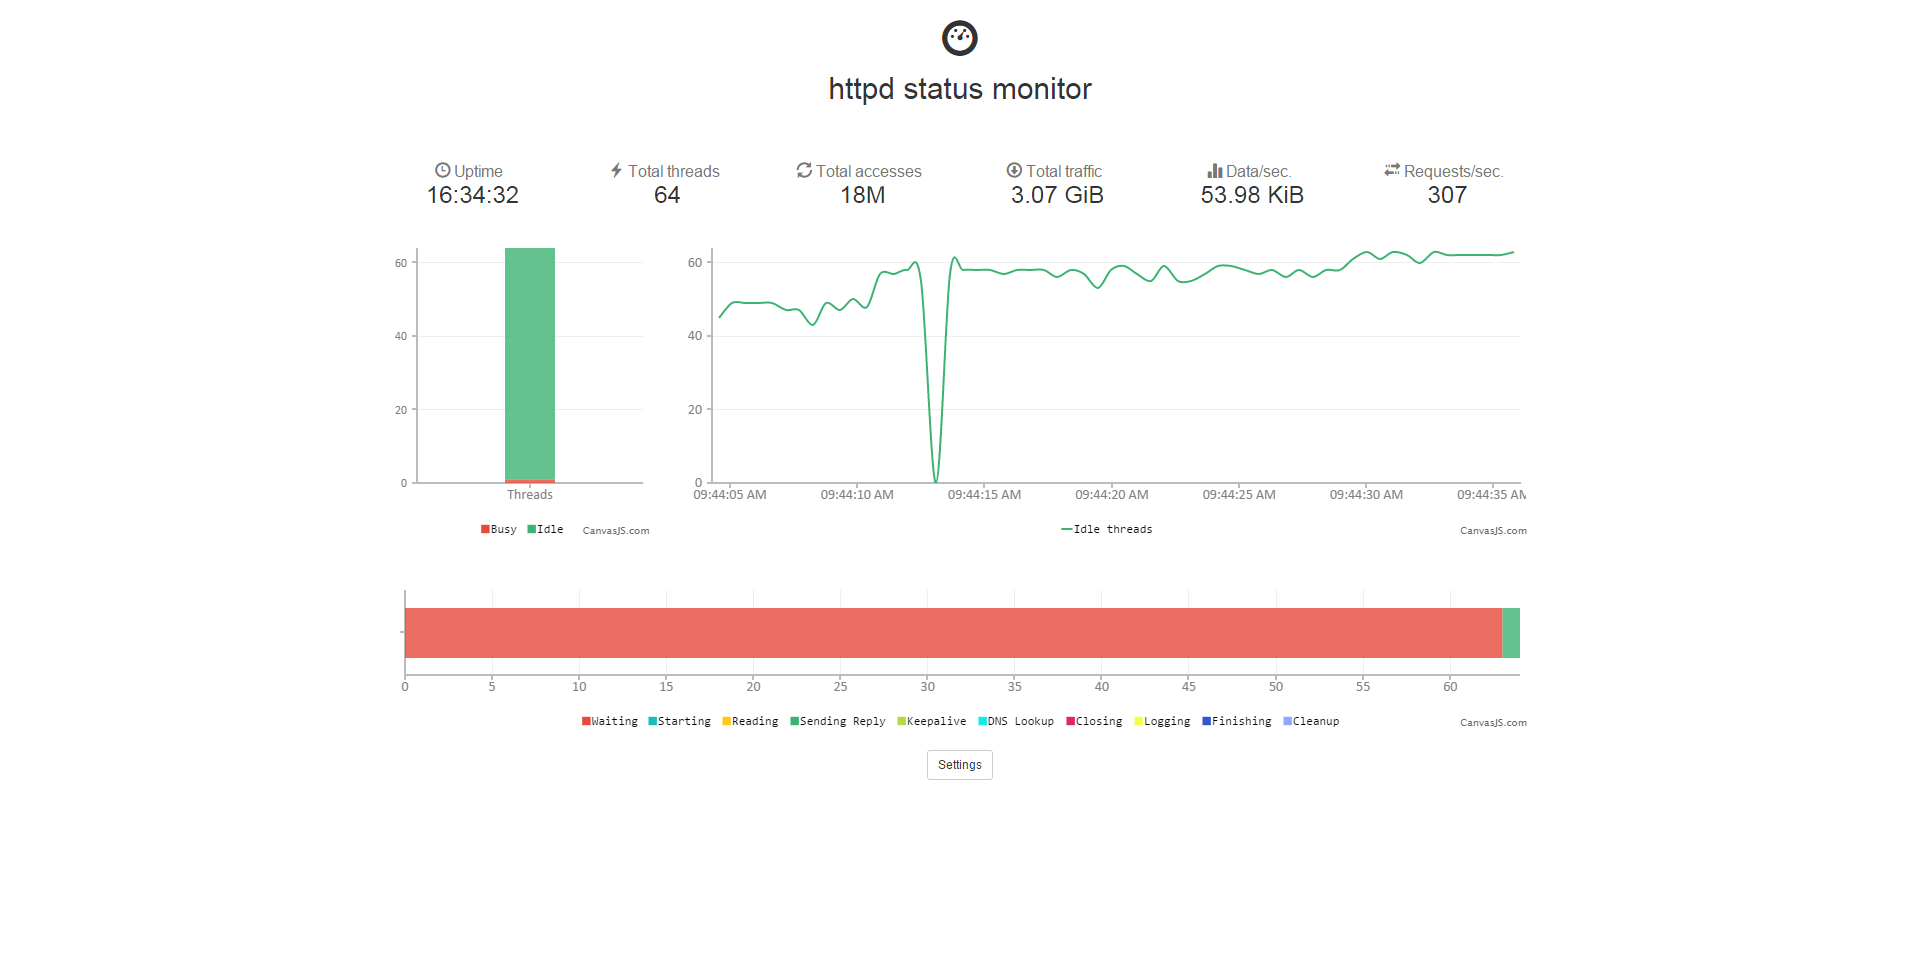 httpd status monitor
Uptime Total threads Total accesses Total traffic Data/sec. Requests/sec.
16:34:32 64 18M 3.07 GiB 53.98 KiB 307
60
40
20
0
Threads
Busy Idle CanvasJS.com
60
40
20
0
09:44:05 AM 09:44:10 AM 09:44:15 AM 09:44:20 AM 09:44:25 AM 09:44:30 AM 09:44:35 AM
Idle threads CanvasJS.com
0 5 10 15 20 25 30 35 40 45 50 55 60
Waiting Starting Reading Sending Reply Keepalive DNS Lookup Closing Logging Finishing Cleanup CanvasJS.com
Settings